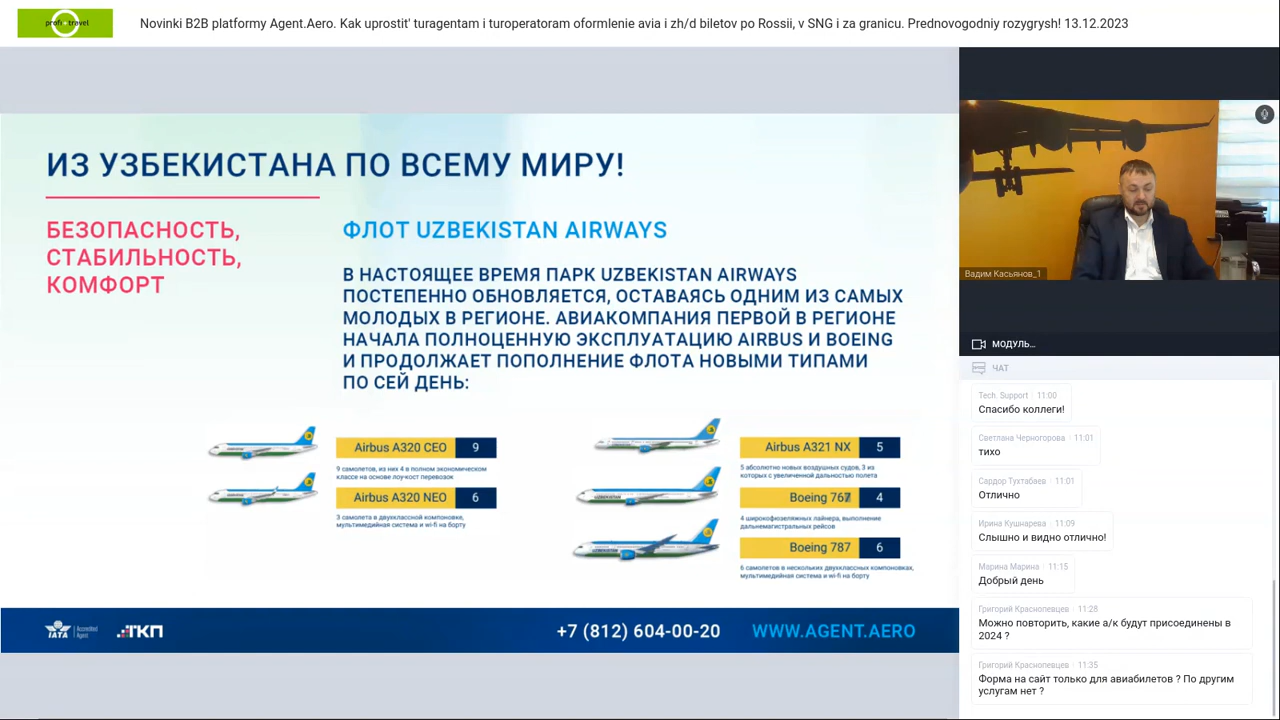 profi travel
Novinki B2B platformy Agent.Aero. Kak uprostit' turagentam i turoperatoram oformlenie avia i zh/d biletov po Rossii, v SNG i za granicu. Prednovogodniy rozygrysh! 13.12.2023
ИЗ УЗБЕКИСТАНА ПО ВСЕМУ МИРУ!
БЕЗОПАСНОСТЬ,
СТАБИЛЬНОСТЬ,
КОМФОРТ
ФЛОТ UZBEKISTAN AIRWAYS
В НАСТОЯЩЕЕ ВРЕМЯ ПАРК UZBEKISTAN AIRWAYS
ПОСТЕПЕННО ОБНОВЛЯЕТСЯ, ОСТАВАЯСЬ ОДНИМ ИЗ САМЫХ
МОЛОДЫХ В РЕГИОНЕ. АВИАКОМПАНИЯ ПЕРВОЙ В РЕГИОНЕ
НАЧАЛА ПОЛНОЦЕННУЮ ЭКСПЛУАТАЦИЮ AIRBUS И BOEING
И ПРОДОЛЖАЕТ ПОПОЛНЕНИЕ ФЛОТА НОВЫМИ ТИПАМИ
ПО СЕЙ ДЕНЬ:
Airbus A320 CEO 9
9 самолетов, из них 4 в полном экономическом
классе на основе лоукост перевозок
Airbus A320 NEO 6
3 самолета в двухклассной компоновке,
мультимедийная система и wi-fi на борту
Airbus A321 NX 5
5 абсолютно новых воздушных судов, 3 из
которых с увеличенной дальностью полета
Boeing 767 4
4 широкофюзеляжных лайнера, выполнение
дальнемагистральных рейсов
Boeing 787 6
6 самолетов в нескольких двухклассных компоновках,
мультимедийная система и wi-fi на борту
IATA Accredited
Agent
ТКП
+7 (812) 604-00-20
WWW.AGENT.AERO
Вадим Касьянов_1
МОДУЛЬ...
ЧАТ
Tech. Support · 11:00
Спасибо коллеги!
Светлана Черногорова · 11:01
тихо
Сардор Тухтабаев · 11:01
Отлично
Ирина Кушнарева · 11:09
Слышно и видно отлично!
Марина Марина · 11:15
Добрый день
Григорий Краснопевцев · 11:28
Можно повторить, какие а/к будут присоединены в
2024 ?
Григорий Краснопевцев · 11:35
Форма на сайт только для авиабилетов ? По другим
услугам нет ?